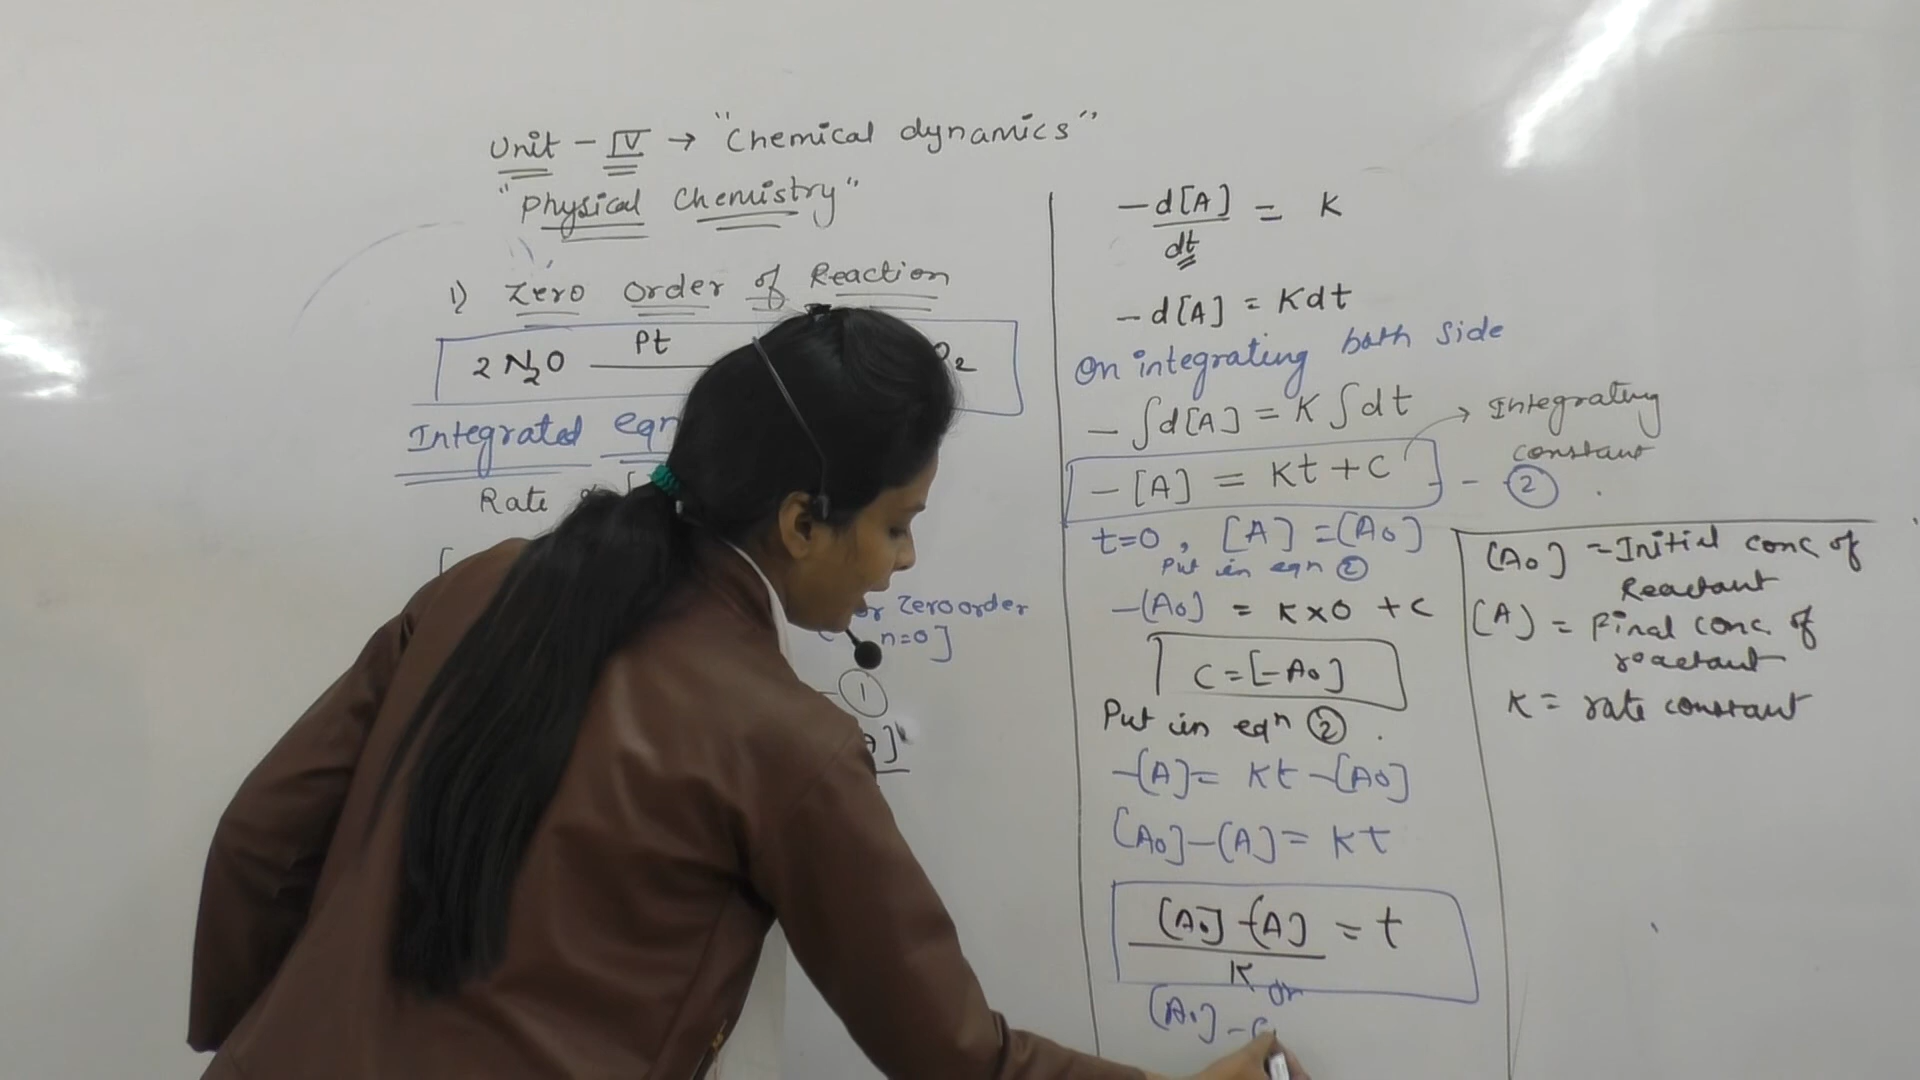 Unit - IV → "Chemical dynamics"
"Physical Chemistry"
1) Zero Order of Reaction
2 N₂O Pt O₂
Integrated eqn
Rate
or Zero order
n=0]
①
A]
-d[A]/dt = K
-d[A] = Kdt
On integrating both side
-∫d[A] = K∫dt → Integrating constant
-[A] = Kt + C - ②
t=0, [A] = [A₀]
Put in eqn ②
-[A₀] = K×0 + C
C = [-A₀]
Put in eqⁿ ②.
-[A] = Kt - [A₀]
[A₀] - [A] = Kt
[A₀] - [A]/K = t
or
[A₀] -
[A₀] = Initial conc of
Reactant
[A] = Final conc. of
reactant
K = rate constant